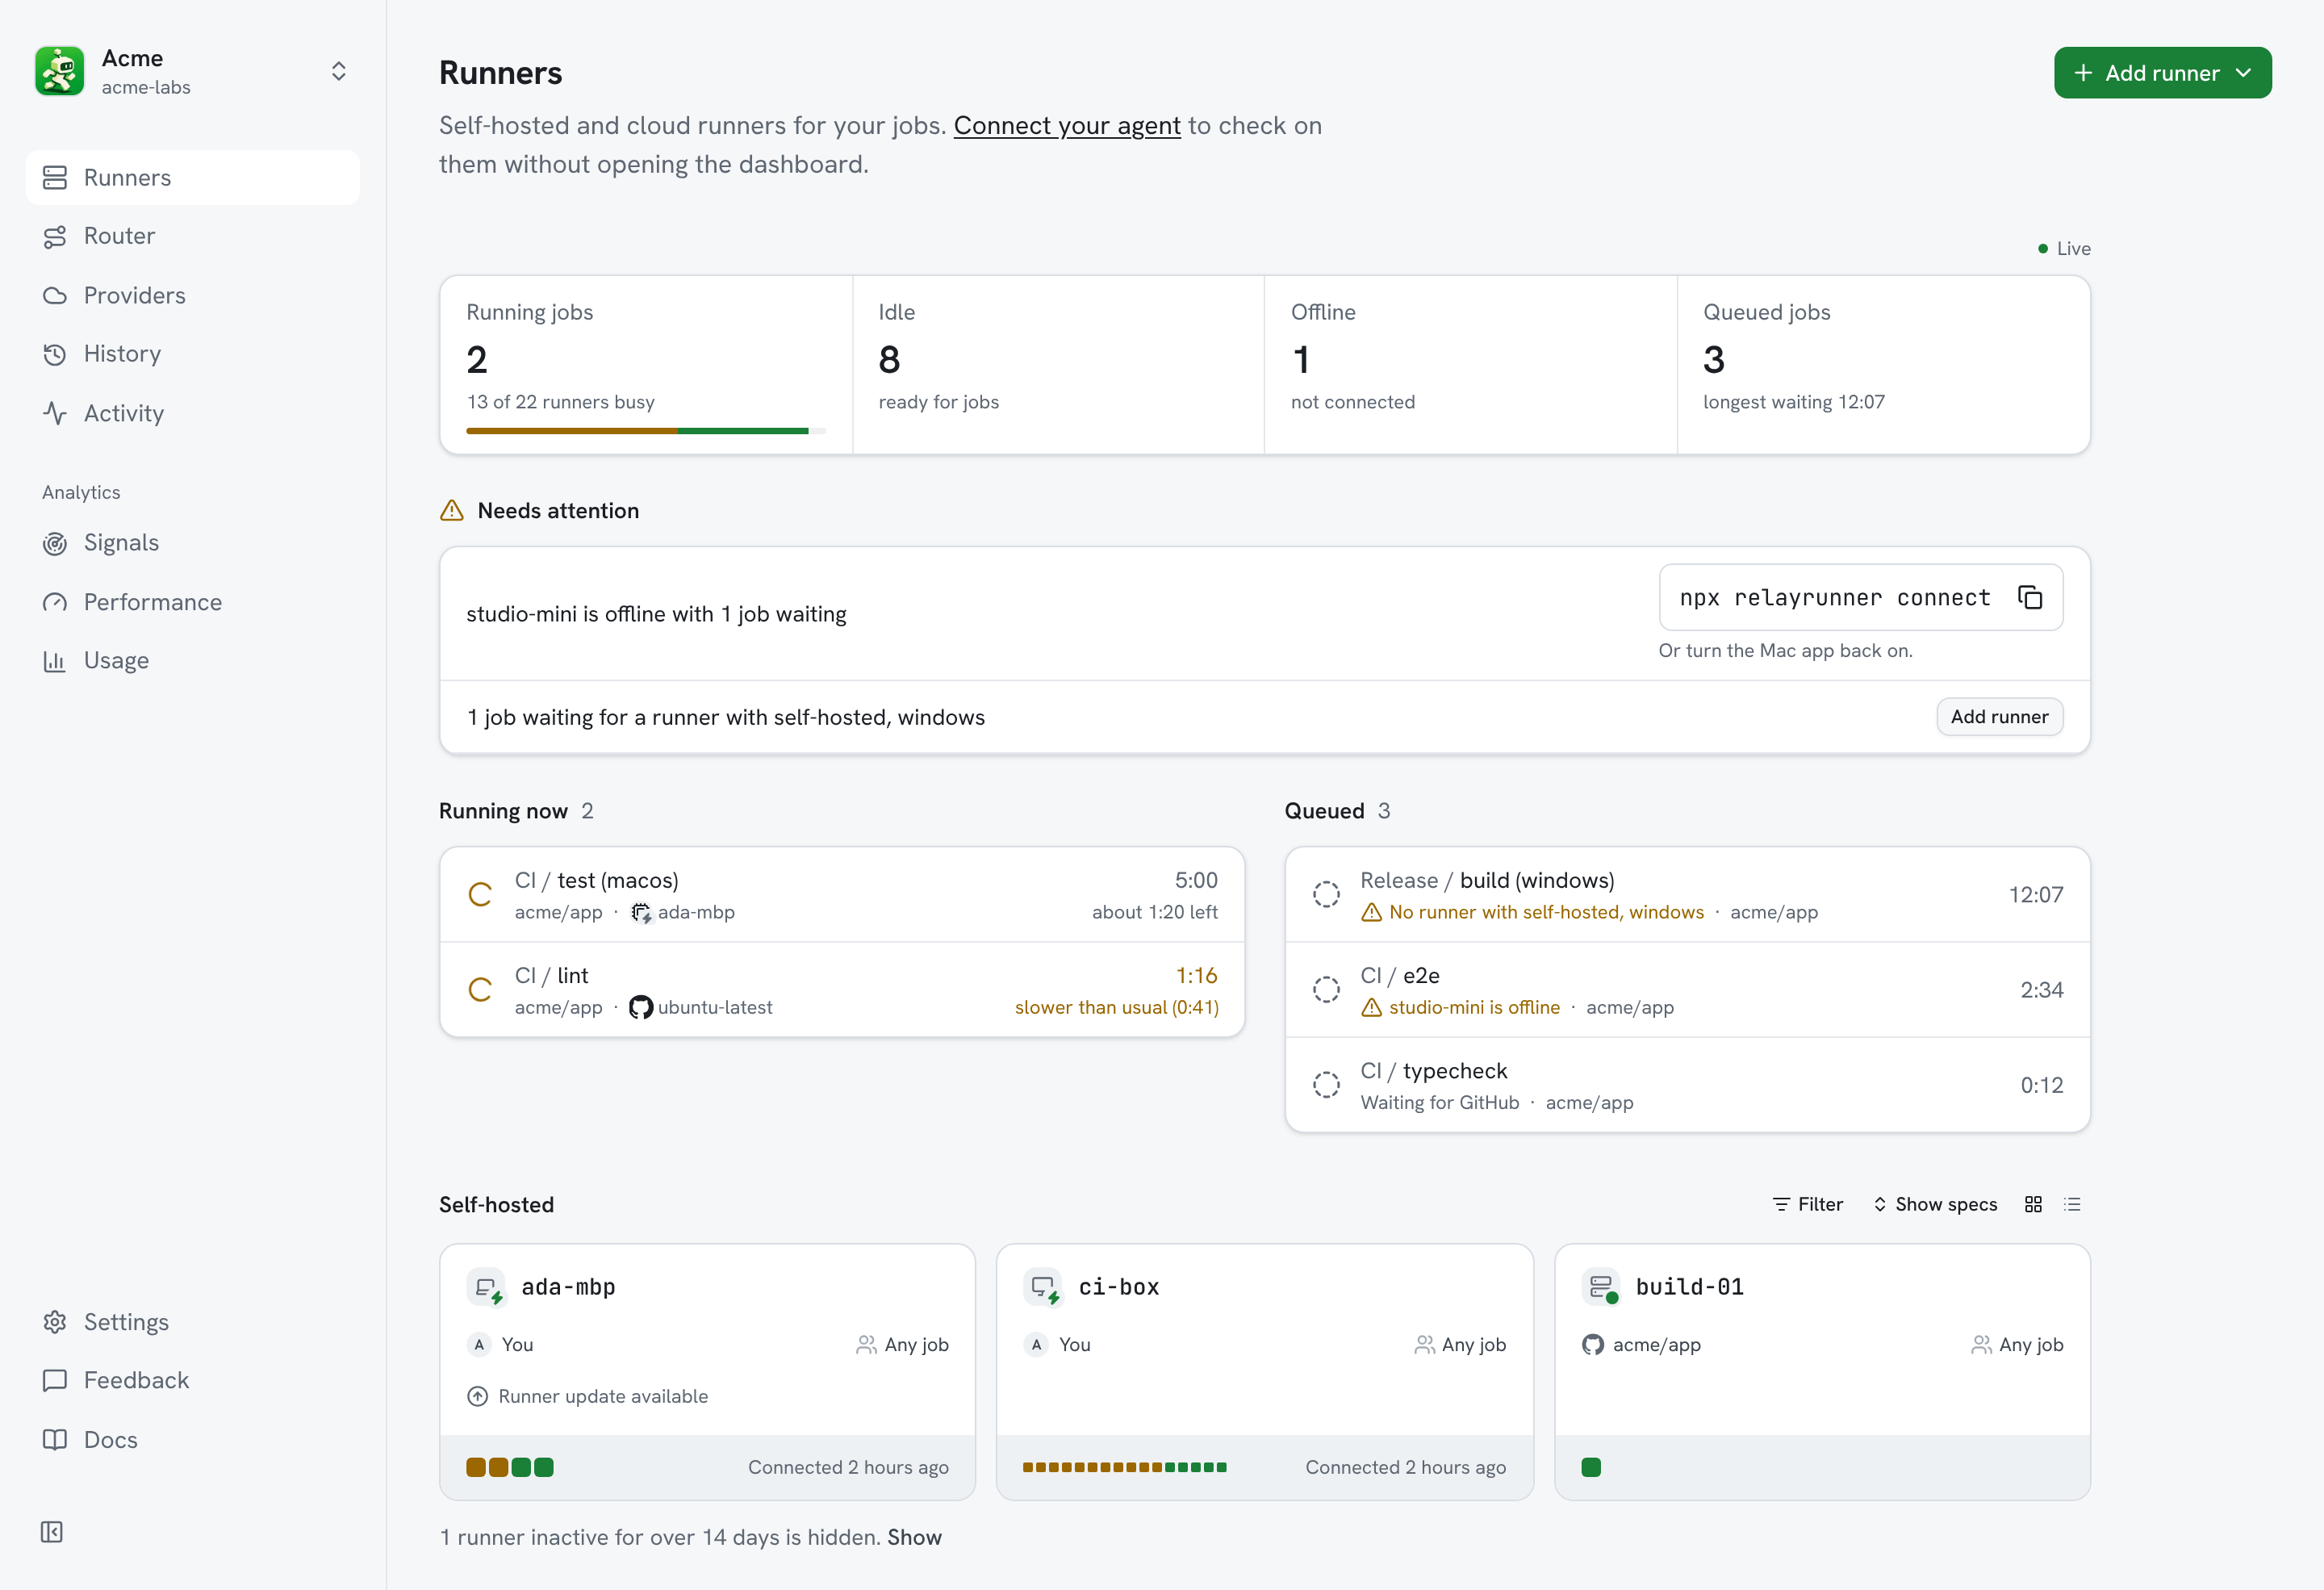 Acme
acme-labs
Runners
Router
Providers
History
Activity
Analytics
Signals
Performance
Usage
Settings
Feedback
Docs
Runners
Add runner
Self-hosted and cloud runners for your jobs. Connect your agent to check on
them without opening the dashboard.
Live
Running jobs
2
13 of 22 runners busy
Idle
8
ready for jobs
Offline
1
not connected
Queued jobs
3
longest waiting 12:07
Needs attention
studio-mini is offline with 1 job waiting
npx relayrunner connect
Or turn the Mac app back on.
1 job waiting for a runner with self-hosted, windows
Add runner
Running now 2
CI / test (macos)
5:00
acme/app · ada-mbp
about 1:20 left
CI / lint
1:16
acme/app · ubuntu-latest
slower than usual (0:41)
Queued 3
Release / build (windows)
12:07
No runner with self-hosted, windows · acme/app
CI / e2e
2:34
studio-mini is offline · acme/app
CI / typecheck
0:12
Waiting for GitHub · acme/app
Self-hosted
Filter
Show specs
ada-mbp
A You
Any job
Runner update available
Connected 2 hours ago
ci-box
A You
Any job
Connected 2 hours ago
build-01
acme/app
Any job
1 runner inactive for over 14 days is hidden. Show